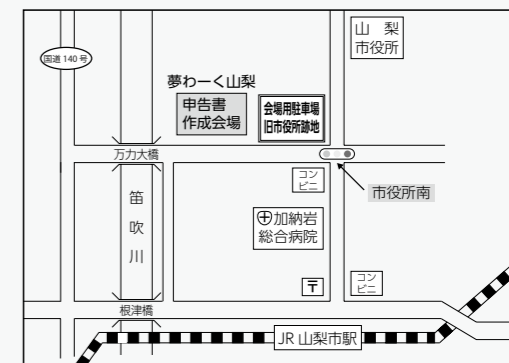 山梨
市役所
国道140号
夢わーく山梨
申告書
作成会場
会場用駐車場
旧市役所跡地
万力大橋
コン
ビニ
市役所南
笛
吹
川
加納岩
総合病院
〒
コン
ビニ
根津橋
JR山梨市駅